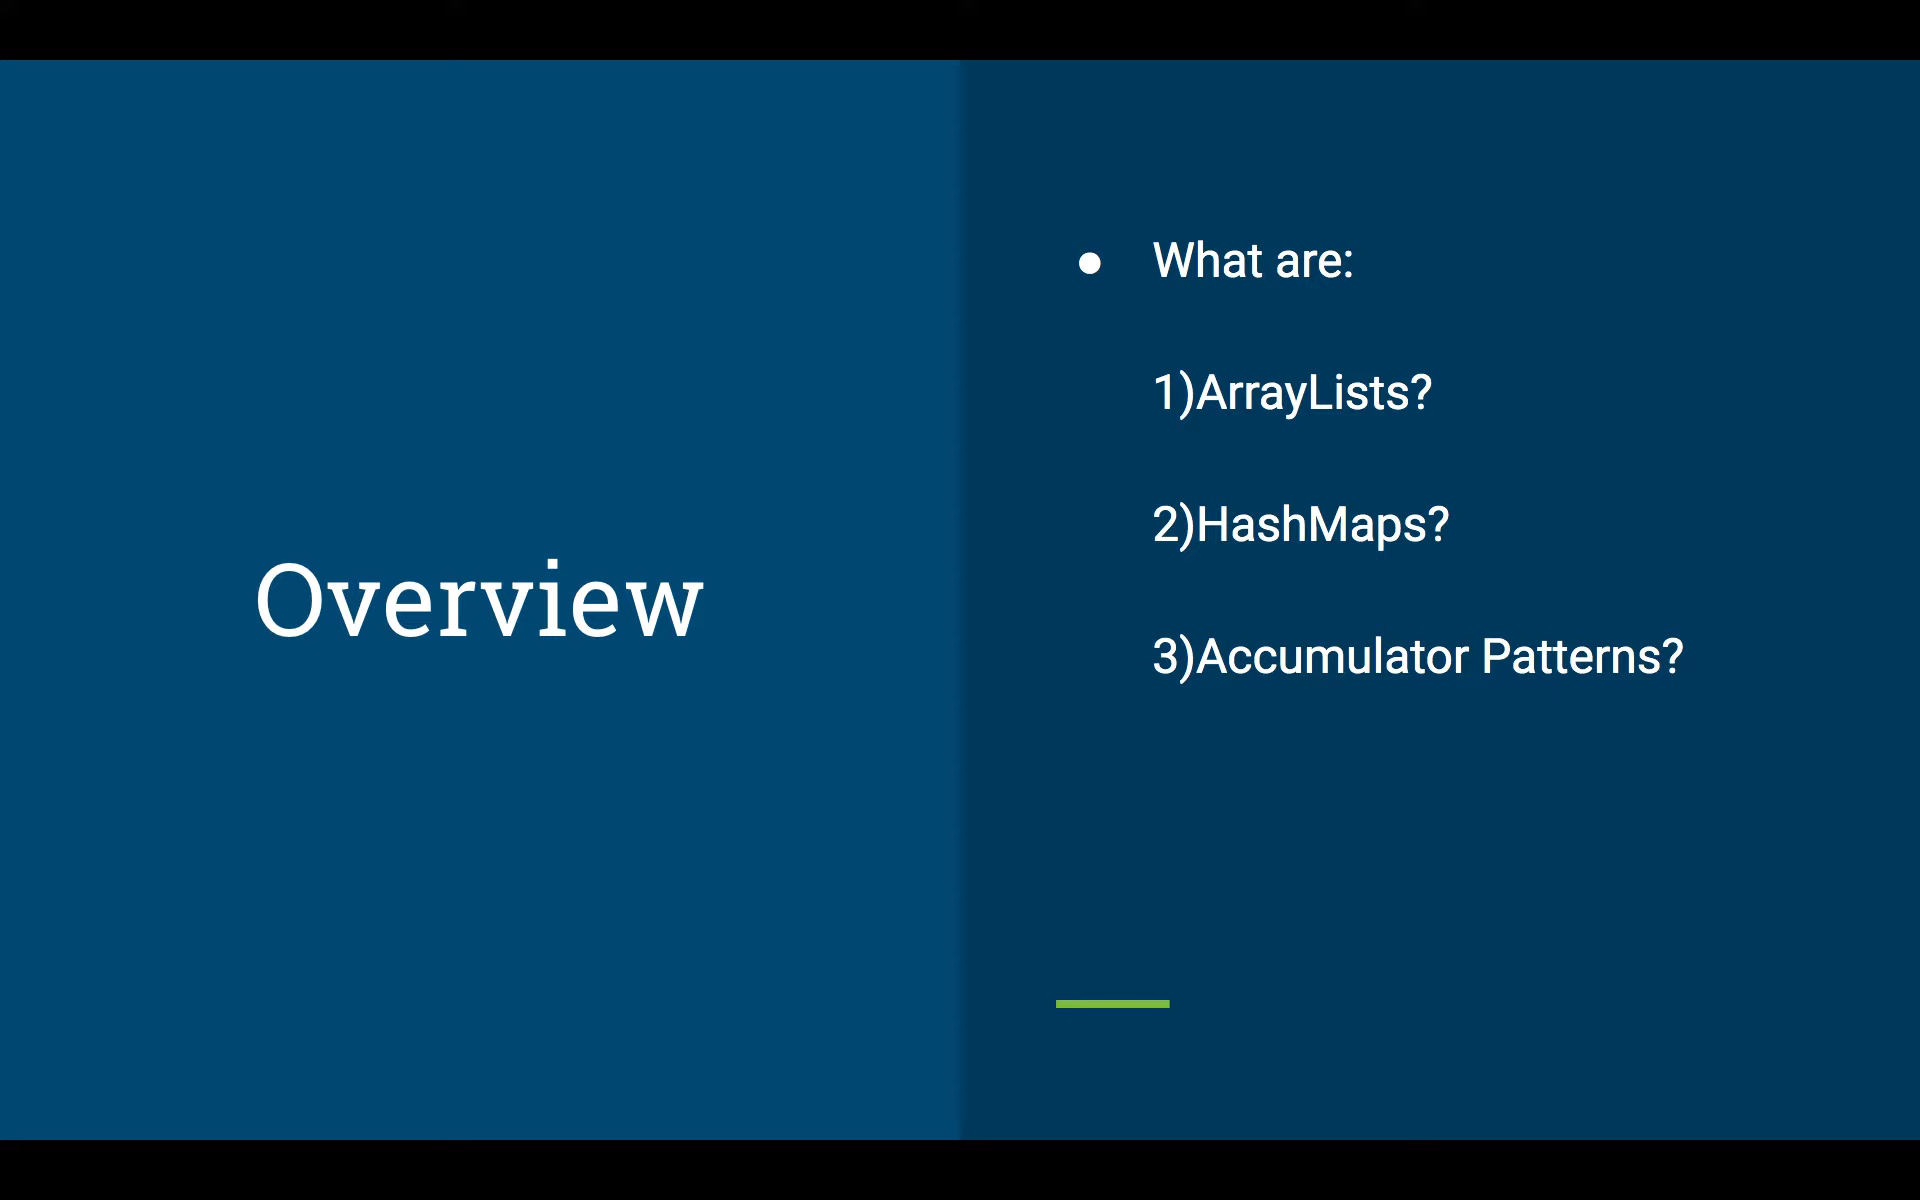 Overview
● What are:
1)ArrayLists?
2)HashMaps?
3)Accumulator Patterns?